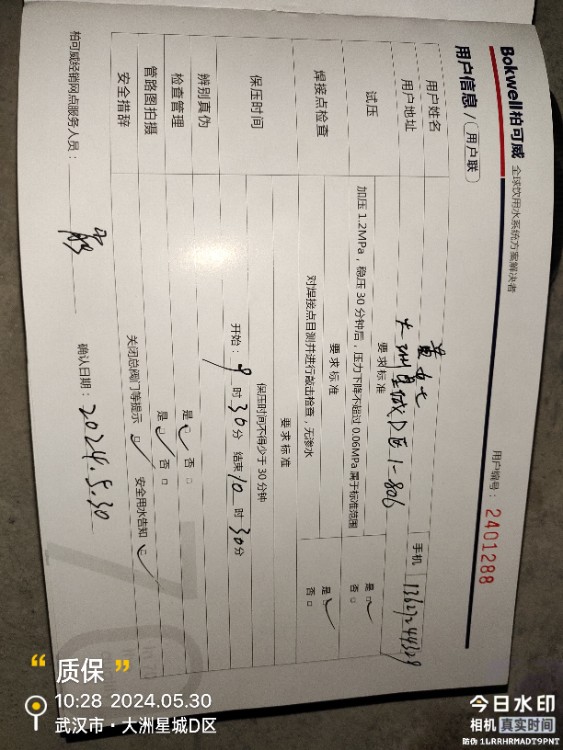 Bokwell柏可威 全球饮用水系统方案解决者
用户信息 / 用户联
用户编号： 2401288
用户姓名 黄女士 手机
用户地址 大洲星城D区1-806
试压 要求标准
加压 1.2MPa，稳压 30 分钟后，压力下降不超过 0.06MPa 属于标准范围 是 □ ✓ 否 □
焊接点检查 要求标准
对焊接点目测并进行敲击检查，无渗水 是 □ ✓ 否 □
保压时间 要求标准
保压时间不得少于 30 分钟
开始： 9 时 30 分 结束 10 时 30 分
辨别真伪 是 □ ✓ 否 □
检查管理 是 □ ✓ 否 □
管路图拍摄
安全措辞 关闭总阀门等提示 □ ✓ 安全用水告知 □ ✓
柏可威经销网点服务人员： 确认日期： 2024.5.30
“ 质保 ”
10:28 2024.05.30
武汉市·大洲星城D区
今日水印
相机 真实时间
防伪 1LRRHRMADT9PNT